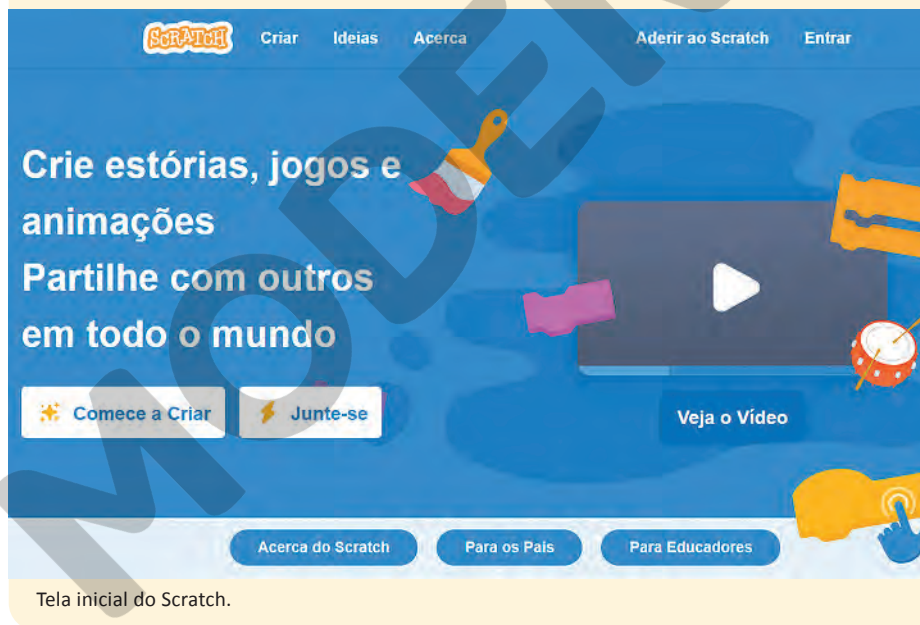 SCRATCH Criar Ideias Acerca Aderir ao Scratch Entrar
Crie estórias, jogos e
animações
Partilhe com outros
em todo o mundo
Comece a Criar Junte-se
Veja o Vídeo
Acerca do Scratch Para os Pais Para Educadores
Tela inicial do Scratch.
MODER